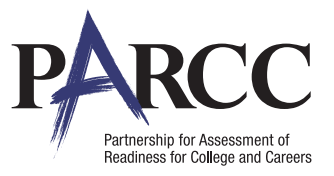 PARCC
Partnership for Assessment of
Readiness for College and Careers